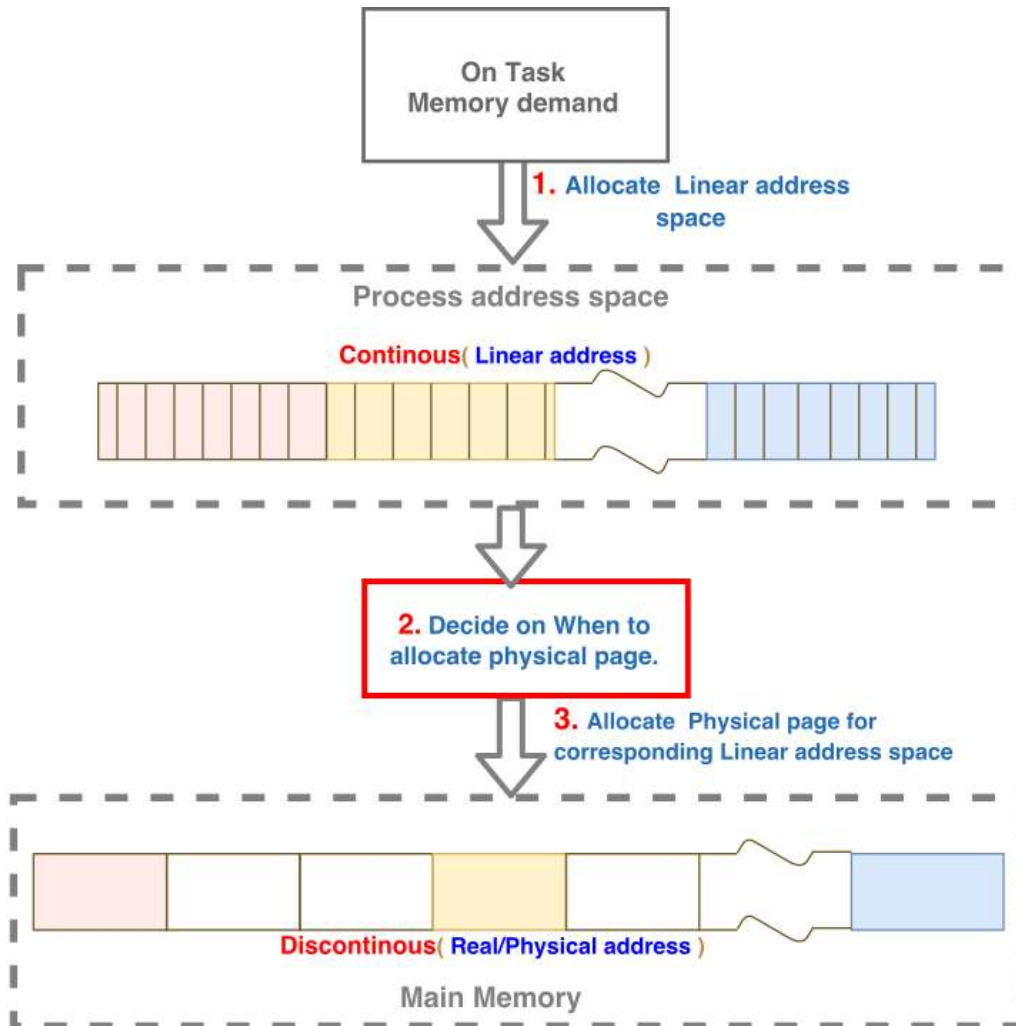 On Task
Memory demand
1. Allocate Linear address
space
Process address space
Continous( Linear address )
2. Decide on When to
allocate physical page.
3. Allocate Physical page for
corresponding Linear address space
Discontinous( Real/Physical address )
Main Memory